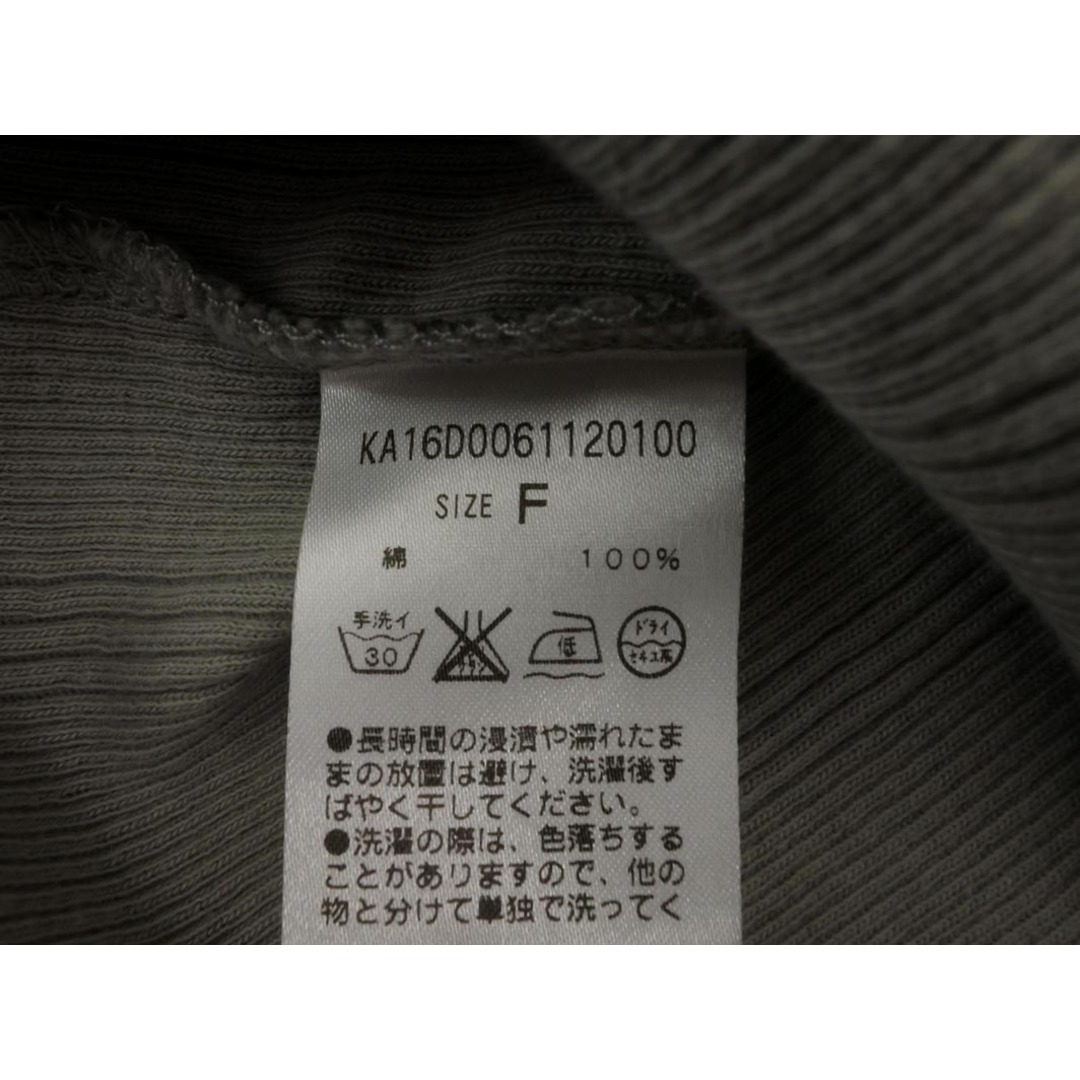 KA16D0061120100
SIZE F
綿 100%
手洗イ
30
低
ドライ
セキユ系
●長時間の浸漬や濡れたま
まの放置は避け、洗濯後す
ばやく干してください。
●洗濯の際は、色落ちする
ことがありますので、他の
物と分けて単独で洗ってく